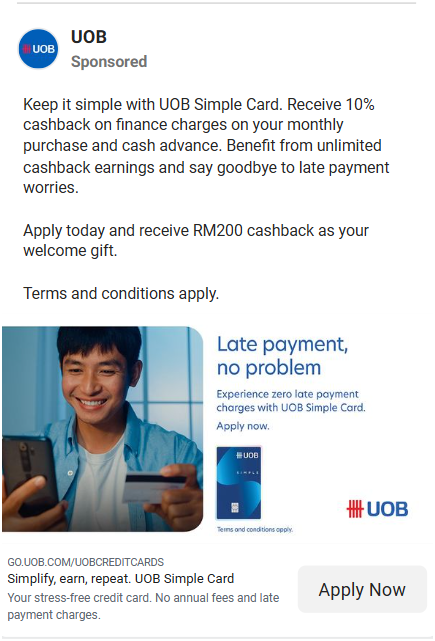 UOB
UOB
Sponsored
Keep it simple with UOB Simple Card. Receive 10%
cashback on finance charges on your monthly
purchase and cash advance. Benefit from unlimited
cashback earnings and say goodbye to late payment
worries.
Apply today and receive RM200 cashback as your
welcome gift.
Terms and conditions apply.
Late payment,
no problem
Experience zero late payment
charges with UOB Simple Card.
Apply now.
UOB
SIMPLE
UOB
Terms and conditions apply.
GO.UOB.COM/UOBCREDITCARDS
Simplify, earn, repeat. UOB Simple Card
Your stress-free credit card. No annual fees and late
payment charges.
Apply Now